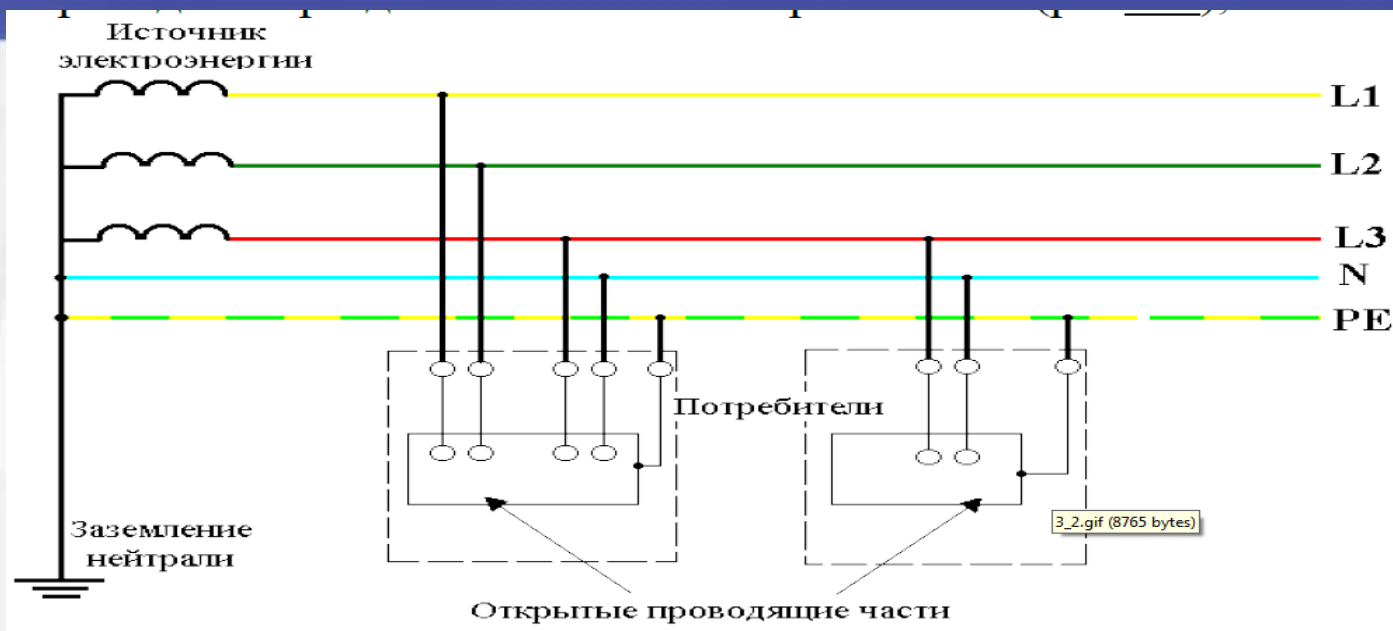 Источник
электроэнергии
L1
L2
L3
N
PE
Потребители
3_2.gif (8765 bytes)
Заземление
нейтрали
Открытые проводящие части